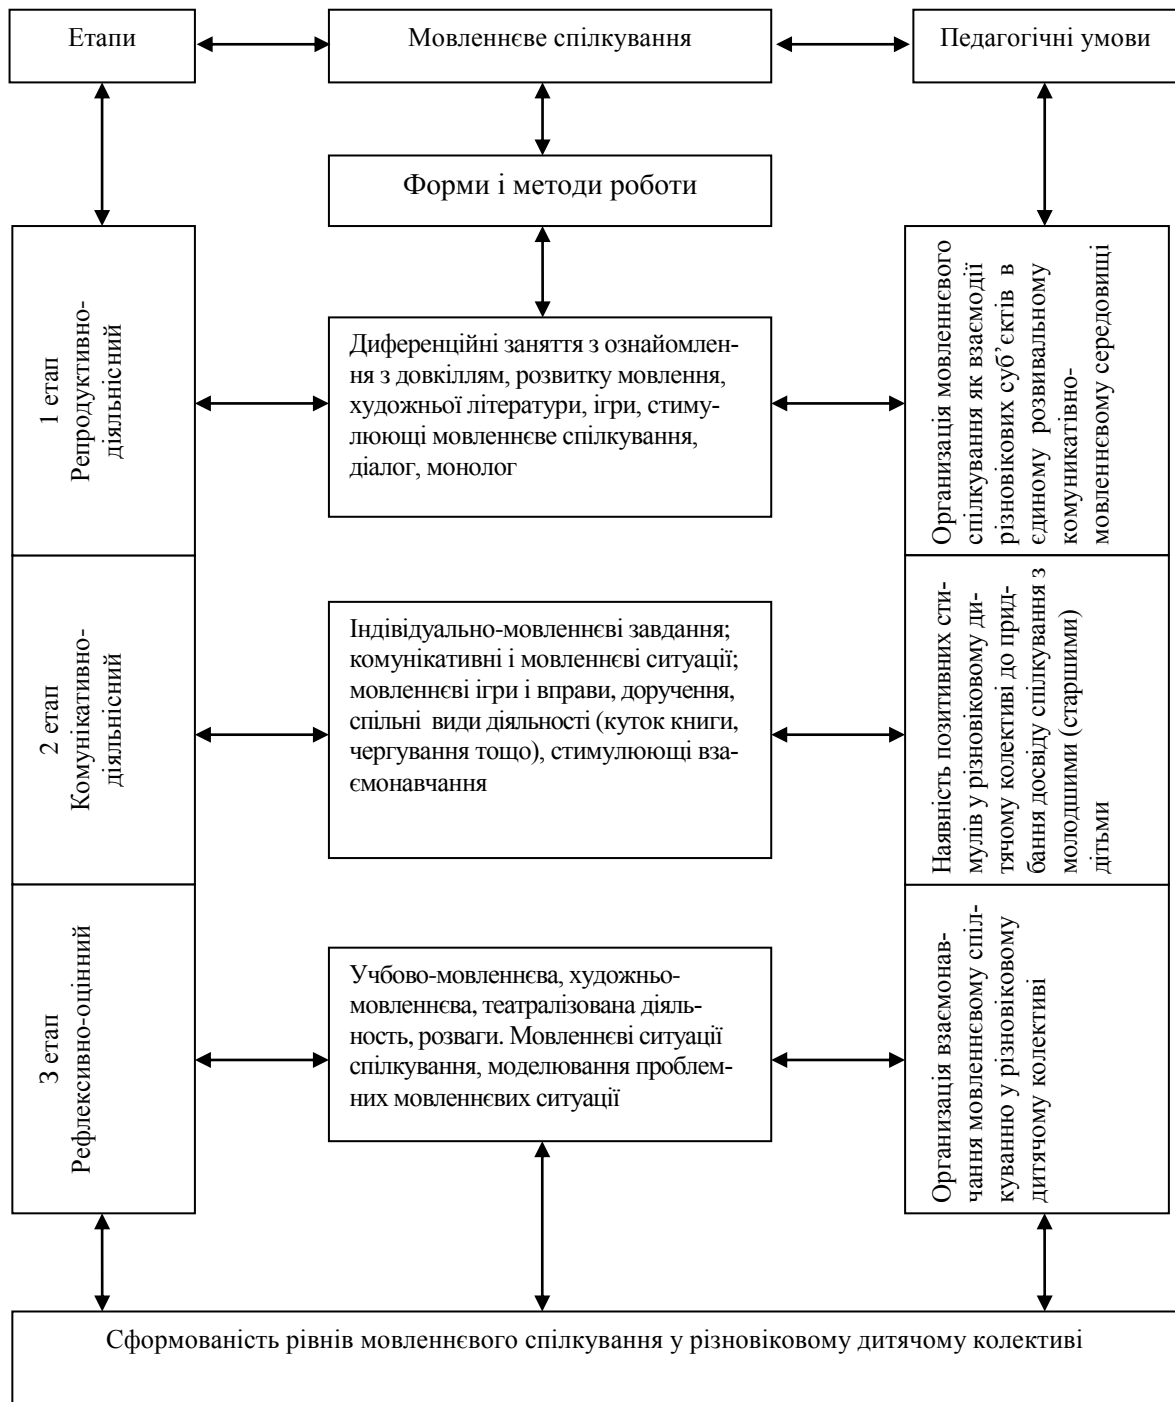 Етапи
Мовленнєве спілкування
Педагогічні умови
Форми і методи роботи
1 етап
Репродуктивно-
діяльнісний
Диференційні заняття з ознайомлен-
ня з довкіллям, розвитку мовлення,
художньої літератури, ігри, стиму-
люющі мовленнєве спілкування,
діалог, монолог
Организація мовленнєвого
спілкування як взаємодії
різновікових суб’єктів в
єдиному розвивальному
комуникатівно-
мовленнєвому середовищі
2 етап
Комунікативно-
діяльнісний
Індівідуально-мовленнєві завдання;
комунікативні і мовленнєві ситуації;
мовленнєві ігри і вправи, доручення,
спільні види діяльності (куток книги,
чергування тощо), стимулюющі вза-
ємонавчання
Наявність позитивних сти-
мулів у різновіковому ди-
тячому колективі до прид-
бання досвіду спілкування з
молодшими (старшими)
дітьми
3 етап
Рефлексивно-оцінний
Учбово-мовленнєва, художньо-
мовленнєва, театралізована діяль-
ность, розваги. Мовленнєві ситуації
спілкування, моделювання проблем-
них мовленнєвих ситуації
Организація взаємонав-
чання мовленнєвому спіл-
куванню у різновіковому
дитячому колективі
Сформованість рівнів мовленнєвого спілкування у різновіковому дитячому колективі